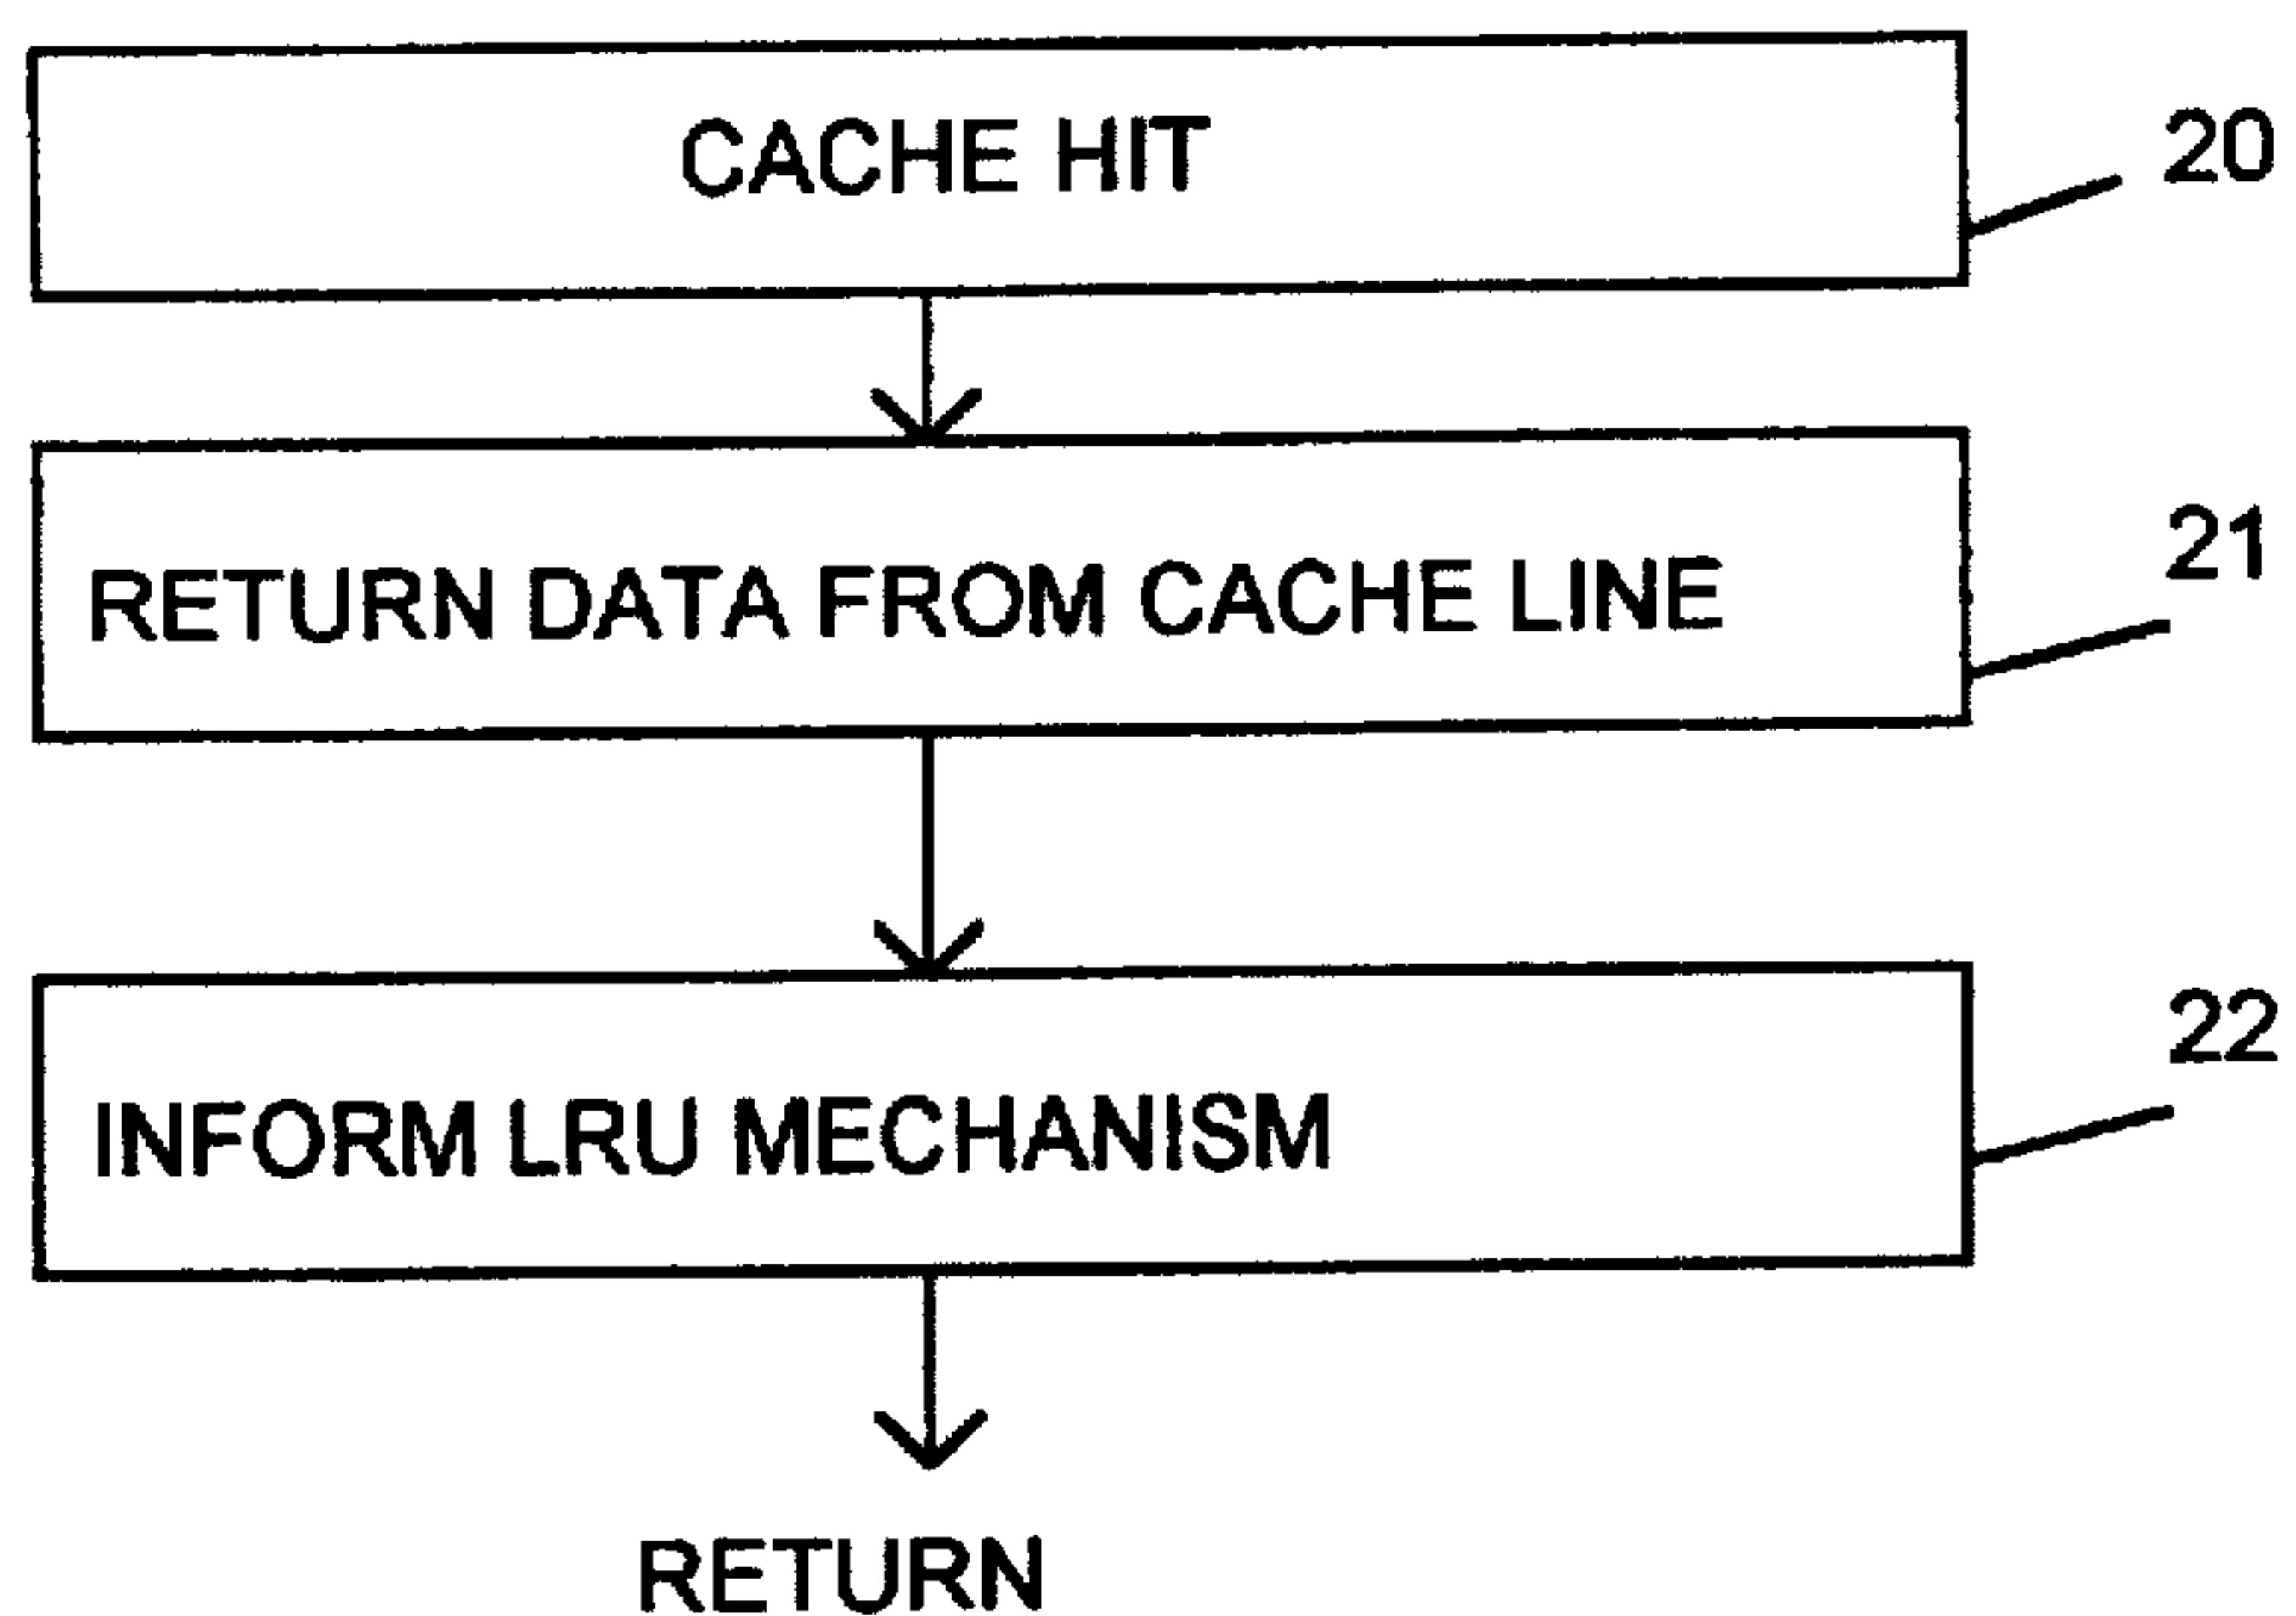 CACHE HIT
20
RETURN DATA FROM CACHE LINE
21
INFORM LRU MECHANISM
22
RETURN